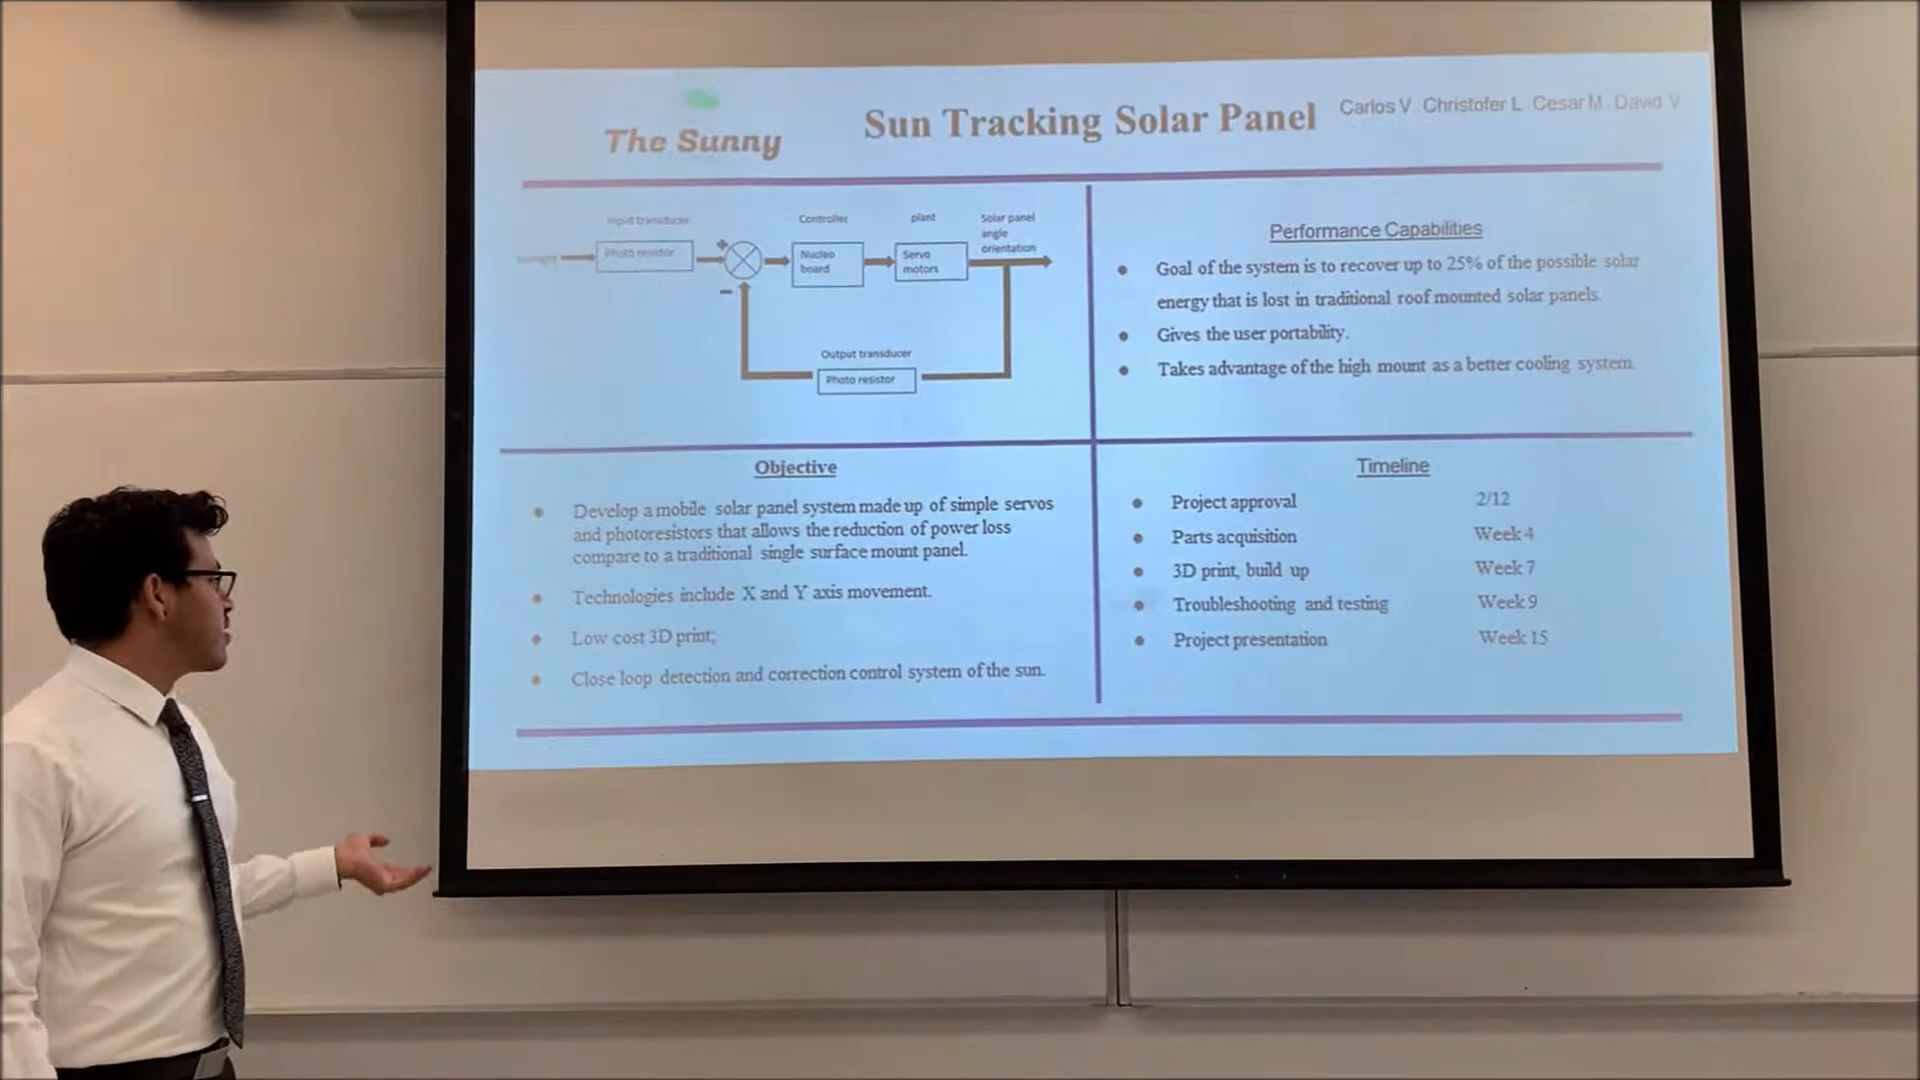 The Sunny
Sun Tracking Solar Panel
Carlos V. Christofer L. Cesar M. David V
Input transducer
Controller
plant
Solar panel
angle
orientation
Photo resistor
+
Nucleo
board
Servo
motors
−
Output transducer
Photo resistor
Performance Capabilities
Goal of the system is to recover up to 25% of the possible solar
energy that is lost in traditional roof mounted solar panels.
Gives the user portability.
Takes advantage of the high mount as a better cooling system
Objective
Develop a mobile solar panel system made up of simple servos
and photoresistors that allows the reduction of power loss
compare to a traditional single surface mount panel.
Technologies include X and Y axis movement.
Low cost 3D print;
Close loop detection and correction control system of the sun.
Timeline
Project approval 2/12
Parts acquisition Week 4
3D print, build up Week 7
Troubleshooting and testing Week 9
Project presentation Week 15